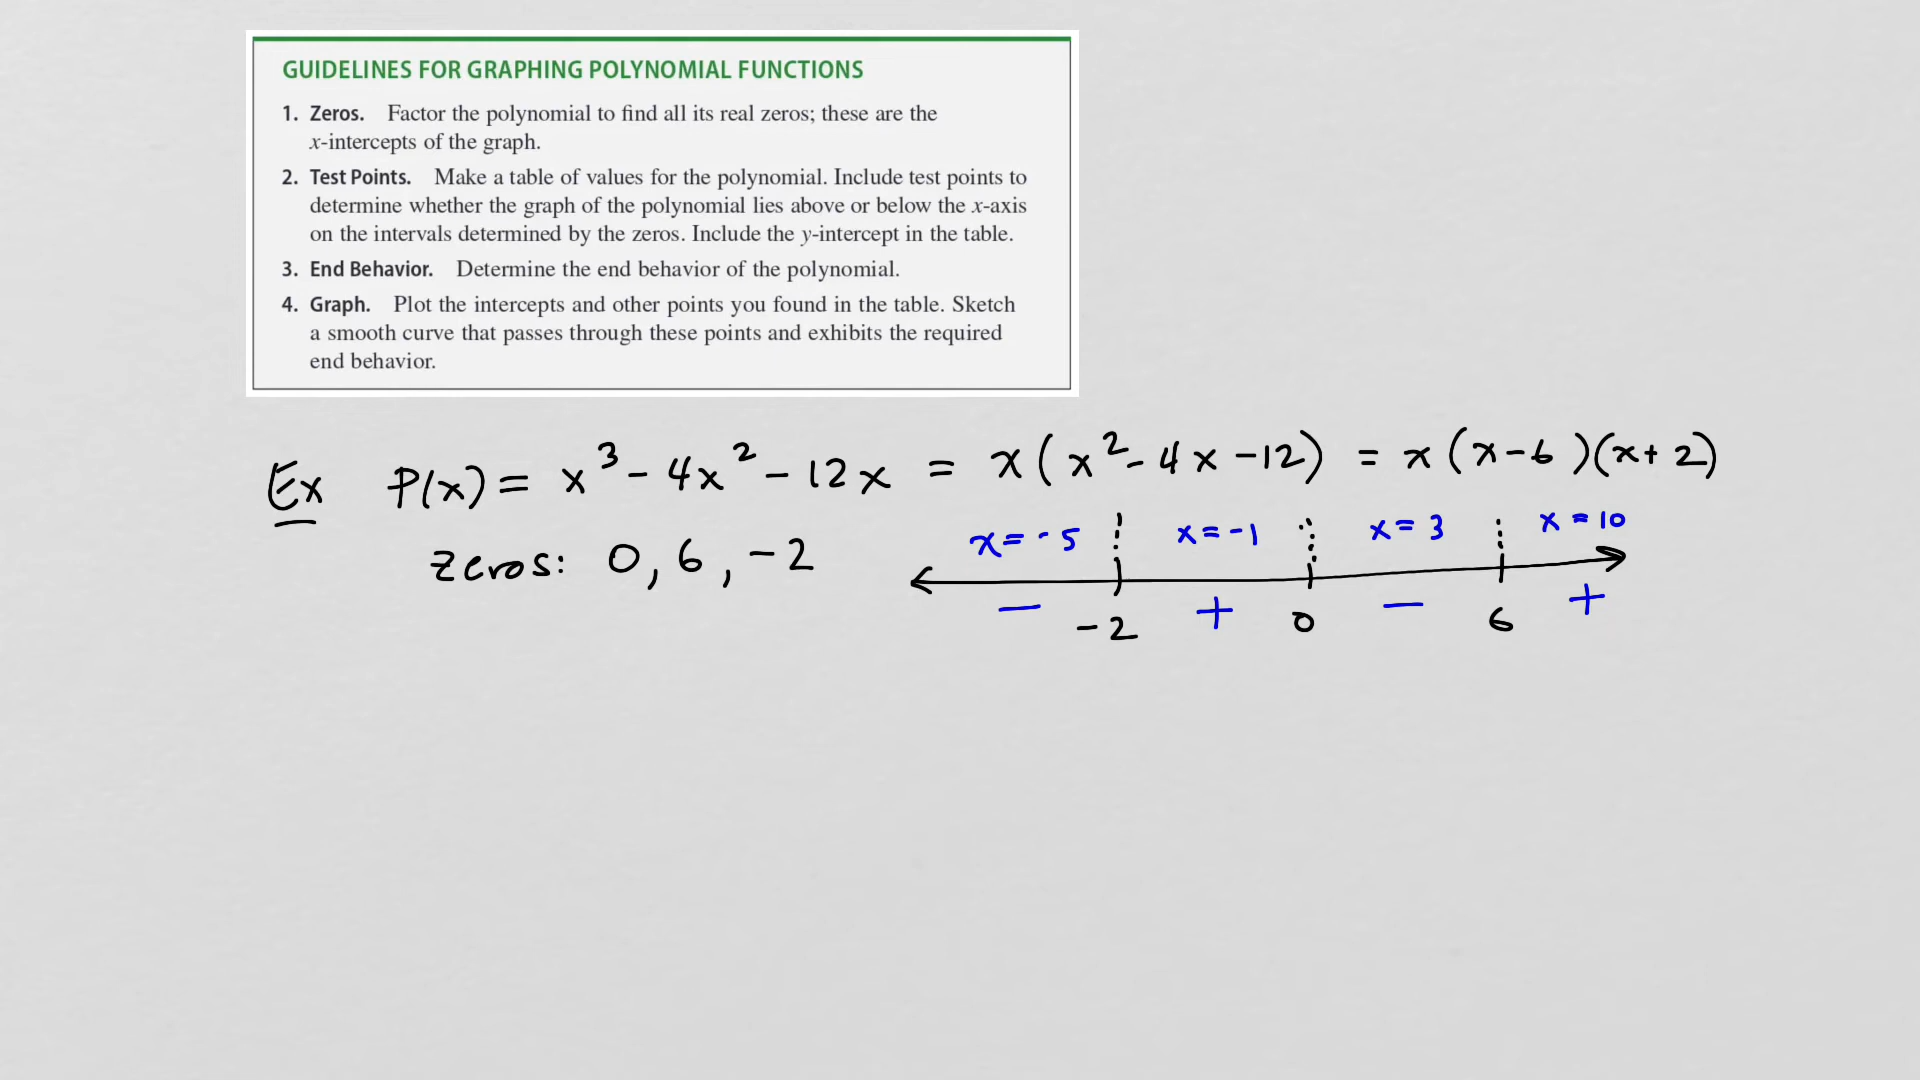 GUIDELINES FOR GRAPHING POLYNOMIAL FUNCTIONS
1. Zeros. Factor the polynomial to find all its real zeros; these are the
x-intercepts of the graph.
2. Test Points. Make a table of values for the polynomial. Include test points to
determine whether the graph of the polynomial lies above or below the x-axis
on the intervals determined by the zeros. Include the y-intercept in the table.
3. End Behavior. Determine the end behavior of the polynomial.
4. Graph. Plot the intercepts and other points you found in the table. Sketch
a smooth curve that passes through these points and exhibits the required
end behavior.
Ex P(x) = x³ - 4x² - 12x = x(x² - 4x - 12) = x(x - 6)(x + 2)
zeros: 0, 6, -2
x = -5 x = -1 x = 3 x = 10
- + - +
-2 0 6